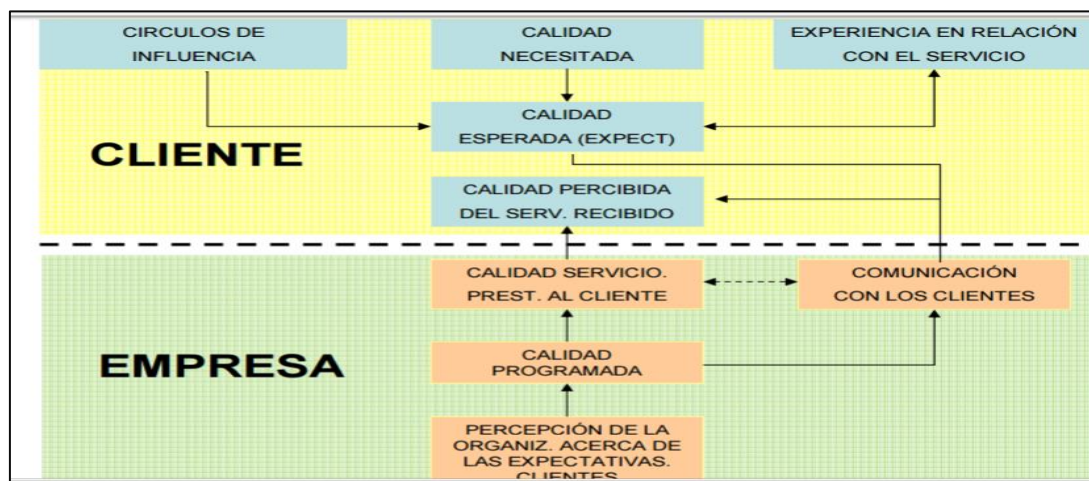 CIRCULOS DE
INFLUENCIA
CALIDAD
NECESITADA
EXPERIENCIA EN RELACIÓN
CON EL SERVICIO
CALIDAD
ESPERADA (EXPECT)
CLIENTE
CALIDAD PERCIBIDA
DEL SERV. RECIBIDO
CALIDAD SERVICIO.
PREST. AL CLIENTE
COMUNICACIÓN
CON LOS CLIENTES
EMPRESA
CALIDAD
PROGRAMADA
PERCEPCIÓN DE LA
ORGANIZ. ACERCA DE
LAS EXPECTATIVAS.
CLIENTES